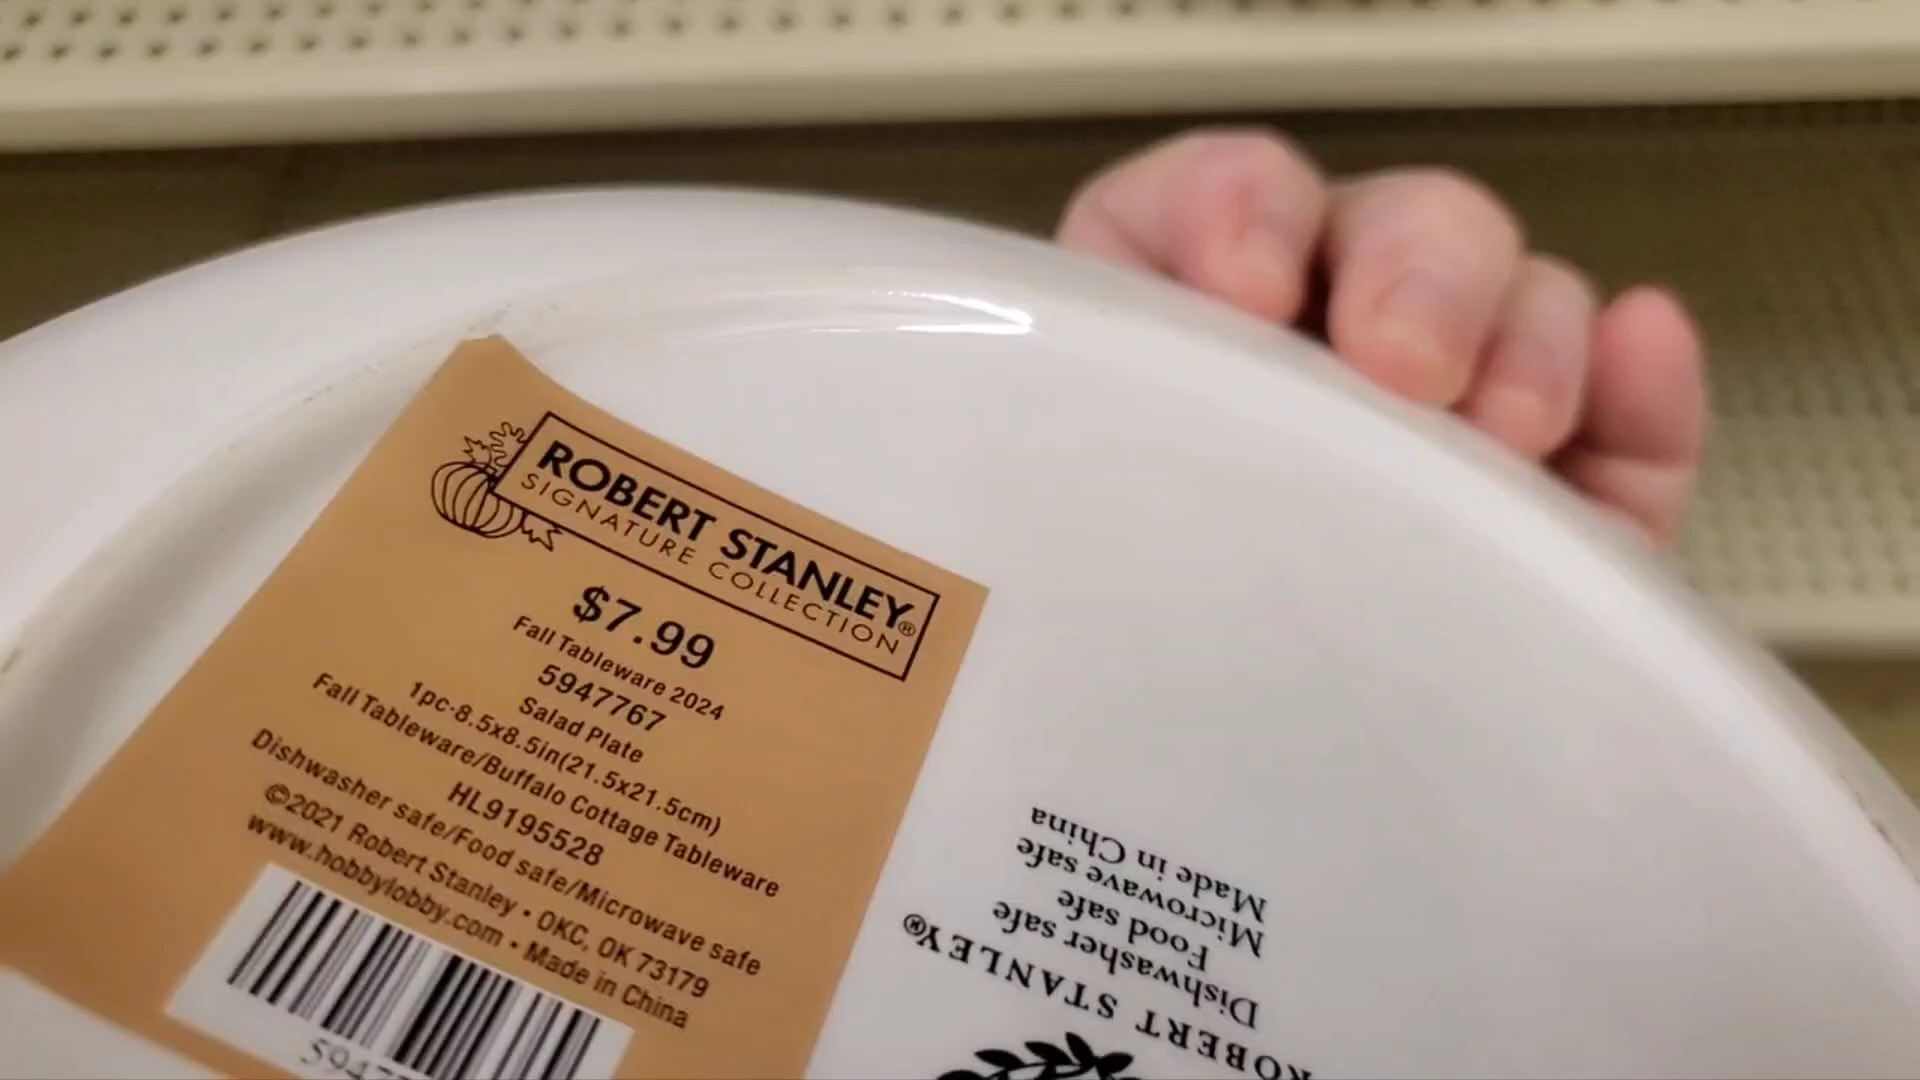 ROBERT STANLEY®
SIGNATURE COLLECTION
$7.99
Fall Tableware 2024
5947767
Salad Plate
1pc-8.5x8.5in(21.5x21.5cm)
Fall Tableware/Buffalo Cottage Tableware
HL9195528
Dishwasher safe/Food safe/Microwave safe
©2021 Robert Stanley • OKC, OK 73179
www.hobbylobby.com • Made in China
ROBERT STANLEY®
Dishwasher safe
Food safe
Microwave safe
Made in China